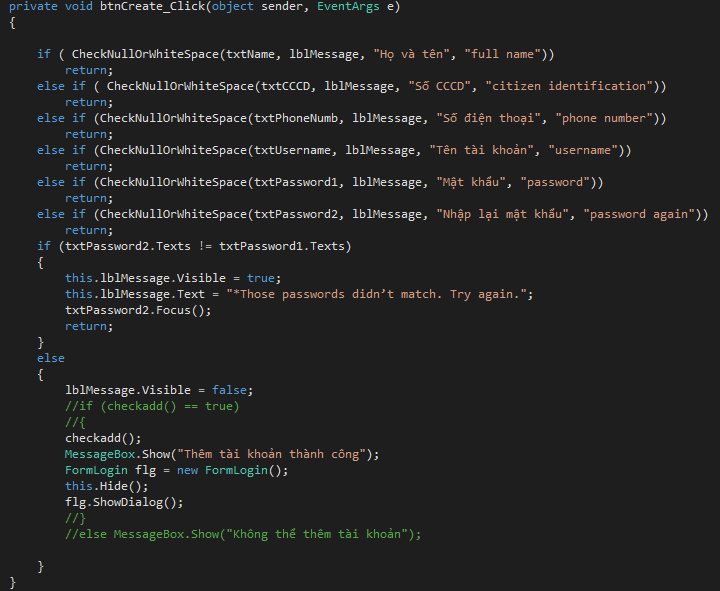 private void btnCreate_Click(object sender, EventArgs e)
{
if ( CheckNullOrWhiteSpace(txtName, lblMessage, "Họ và tên", "full name"))
return;
else if ( CheckNullOrWhiteSpace(txtCCCD, lblMessage, "Số CCCD", "citizen identification"))
return;
else if (CheckNullOrWhiteSpace(txtPhoneNumb, lblMessage, "Số điện thoại", "phone number"))
return;
else if (CheckNullOrWhiteSpace(txtUsername, lblMessage, "Tên tài khoản", "username"))
return;
else if (CheckNullOrWhiteSpace(txtPassword1, lblMessage, "Mật khẩu", "password"))
return;
else if (CheckNullOrWhiteSpace(txtPassword2, lblMessage, "Nhập lại mật khẩu", "password again"))
return;
if (txtPassword2.Texts != txtPassword1.Texts)
{
this.lblMessage.Visible = true;
this.lblMessage.Text = "*Those passwords didn’t match. Try again.";
txtPassword2.Focus();
return;
}
else
{
lblMessage.Visible = false;
//if (checkadd() == true)
//{
checkadd();
MessageBox.Show("Thêm tài khoản thành công");
FormLogin flg = new FormLogin();
this.Hide();
flg.ShowDialog();
//}
//else MessageBox.Show("Không thể thêm tài khoản");
}
}